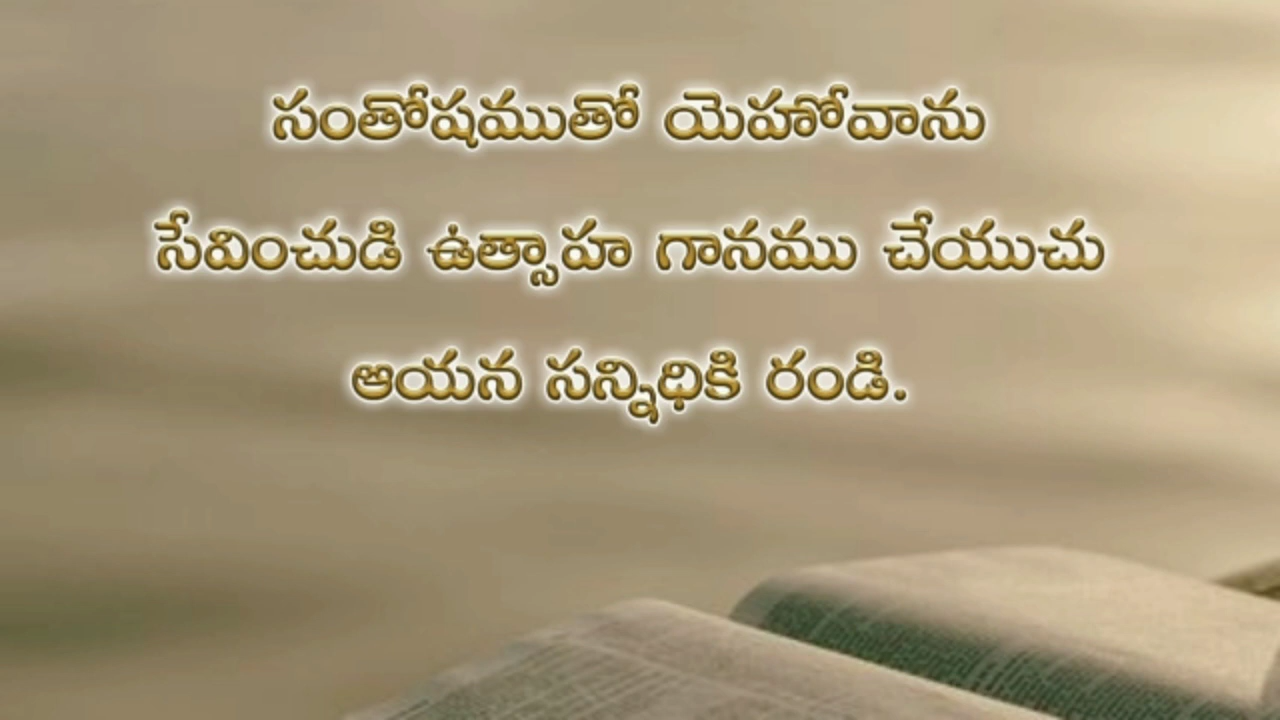 సంతోషముతో యెహోవాను
సేవించుడి ఉత్సాహ గానము చేయుచు
ఆయన సన్నిధికి రండి.